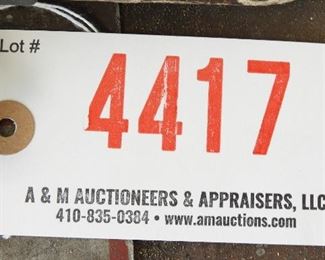 Lot #
4417
A & M AUCTIONEERS & APPRAISERS, LLC
410-835-0384 • www.amauctions.com